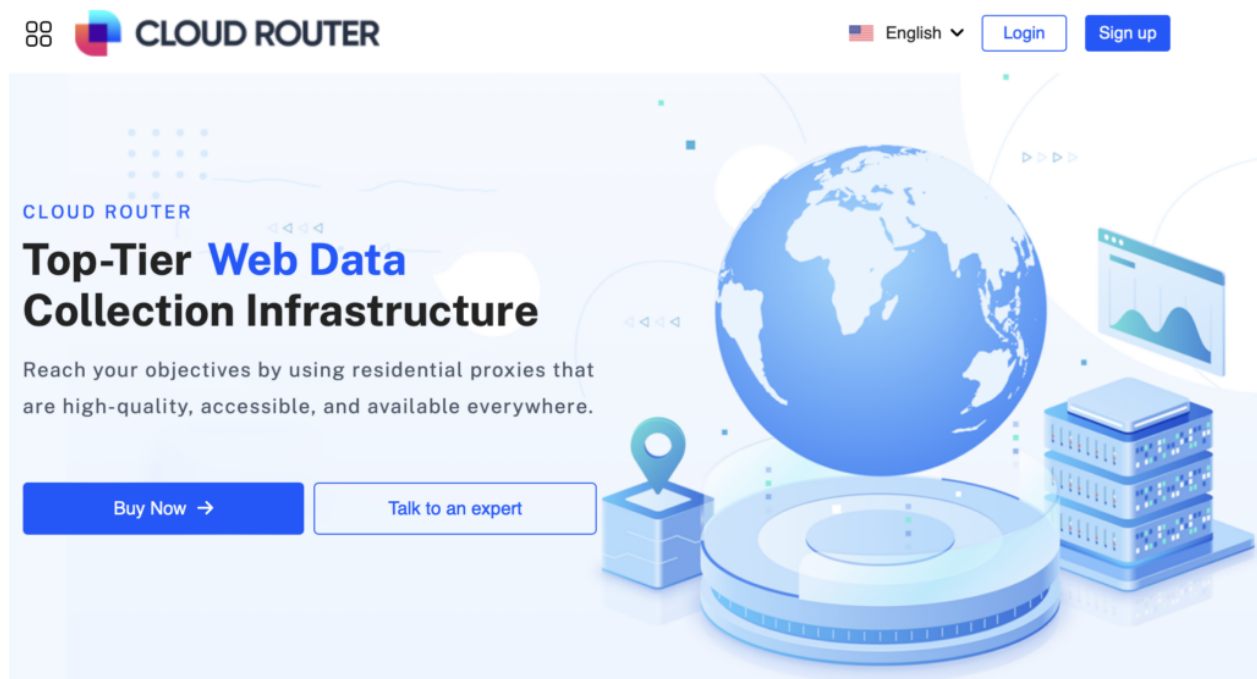 CLOUD ROUTER
English
Login
Sign up
CLOUD ROUTER
Top-Tier Web Data
Collection Infrastructure
Reach your objectives by using residential proxies that
are high-quality, accessible, and available everywhere.
Buy Now →
Talk to an expert